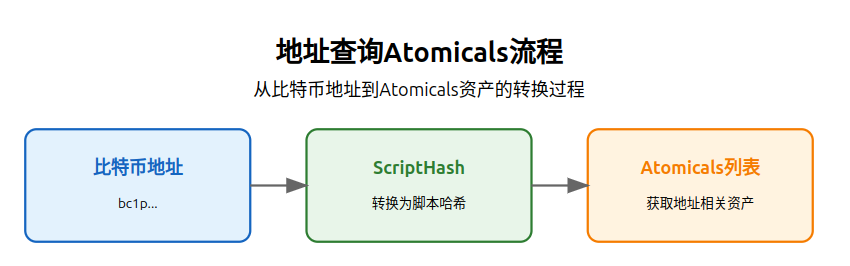 地址查询Atomicals流程
从比特币地址到Atomicals资产的转换过程
比特币地址
bc1p...
ScriptHash
转换为脚本哈希
Atomicals列表
获取地址相关资产